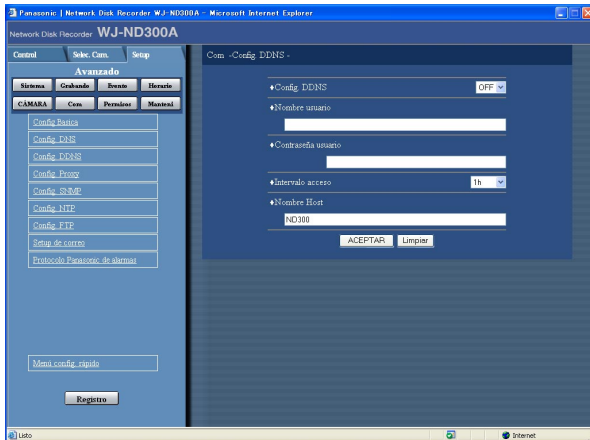 Panasonic | Network Disk Recorder WJ-ND300A - Microsoft Internet Explorer
Network Disk Recorder WJ-ND300A
Control Selec. Cam. Setup
Avanzado
Sistema Grabando Evento Horario
CÁMARA Com Permisos Manteni
Config Basica
Config. DNS
Config. DDNS
Config. Proxy
Config. SNMP
Config. NTP
Config. FTP
Setup de correo
Protocolo Panasonic de alarmas
Menú config. rápido
Registro
Com -Config. DDNS -
♦Config. DDNS OFF
♦Nombre usuario
♦Contraseña usuario
♦Intervalo acceso 1h
♦Nombre Host
ND300
ACEPTAR Limpiar
Listo Internet